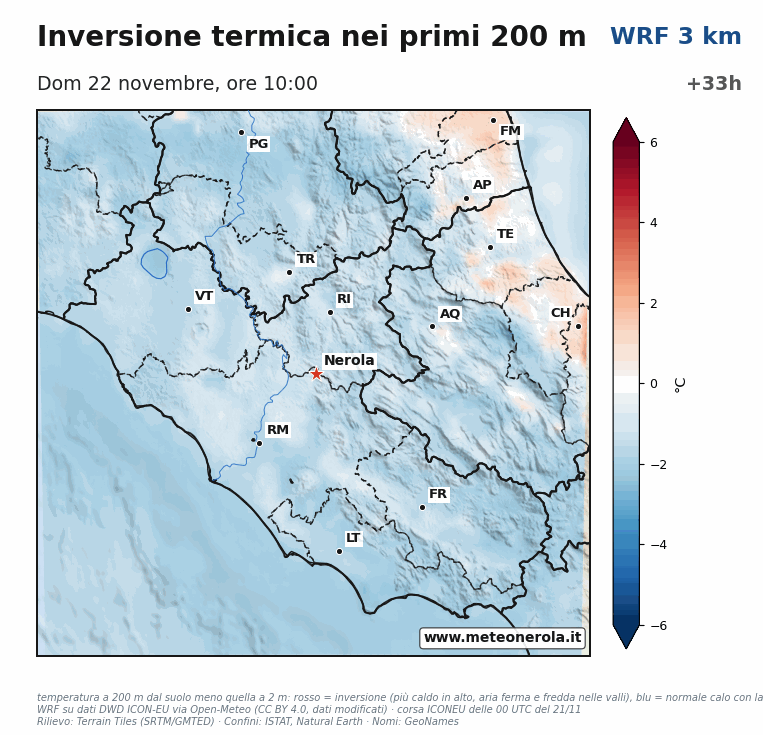 Inversione termica nei primi 200 m WRF 3 km
Dom 22 novembre, ore 10:00 +33h
FM
PG
AP
TE
TR
VT
RI
AQ
CH
Nerola
RM
FR
LT
6
4
2
0
−2
−4
−6
°C
www.meteonerola.it
temperatura a 200 m dal suolo meno quella a 2 m: rosso = inversione (più caldo in alto, aria ferma e fredda nelle valli), blu = normale calo con la
WRF su dati DWD ICON-EU via Open-Meteo (CC BY 4.0, dati modificati) · corsa ICONEU delle 00 UTC del 21/11
Rilievo: Terrain Tiles (SRTM/GMTED) · Confini: ISTAT, Natural Earth · Nomi: GeoNames